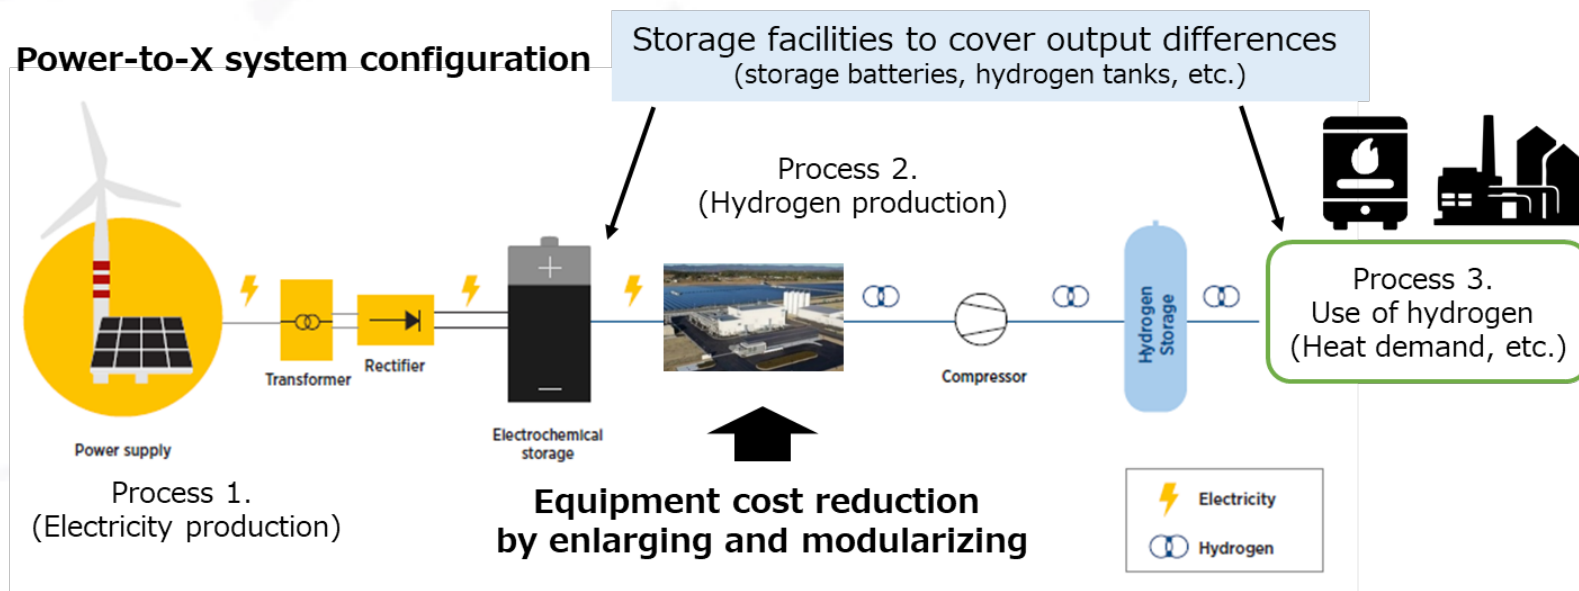 Power-to-X system configuration
Storage facilities to cover output differences
(storage batteries, hydrogen tanks, etc.)
Process 2.
(Hydrogen production)
Process 3.
Use of hydrogen
(Heat demand, etc.)
Transformer
Rectifier
Hydrogen
Storage
Compressor
Electrochemical
storage
Power supply
Process 1.
(Electricity production)
Equipment cost reduction
by enlarging and modularizing
Electricity
Hydrogen